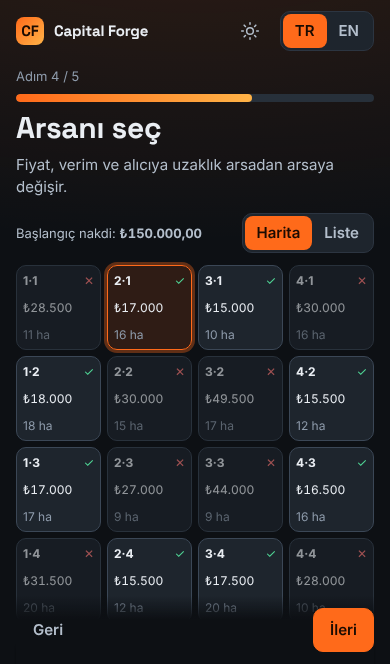 CF Capital Forge TR EN
Adım 4 / 5
Arsanı seç
Fiyat, verim ve alıcıya uzaklık arsadan arsaya
değişir.
Başlangıç nakdi: ₺150.000,00 Harita Liste
1·1 2·1 3·1 4·1
₺28.500 ₺17.000 ₺15.000 ₺30.000
11 ha 16 ha 10 ha 16 ha
1·2 2·2 3·2 4·2
₺18.000 ₺30.000 ₺49.500 ₺15.500
18 ha 15 ha 17 ha 12 ha
1·3 2·3 3·3 4·3
₺17.000 ₺27.000 ₺44.000 ₺16.500
17 ha 9 ha 9 ha 16 ha
1·4 2·4 3·4 4·4
₺31.500 ₺15.500 ₺17.500 ₺28.000
20 ha 12 ha 20 ha 10 ha
Geri İleri